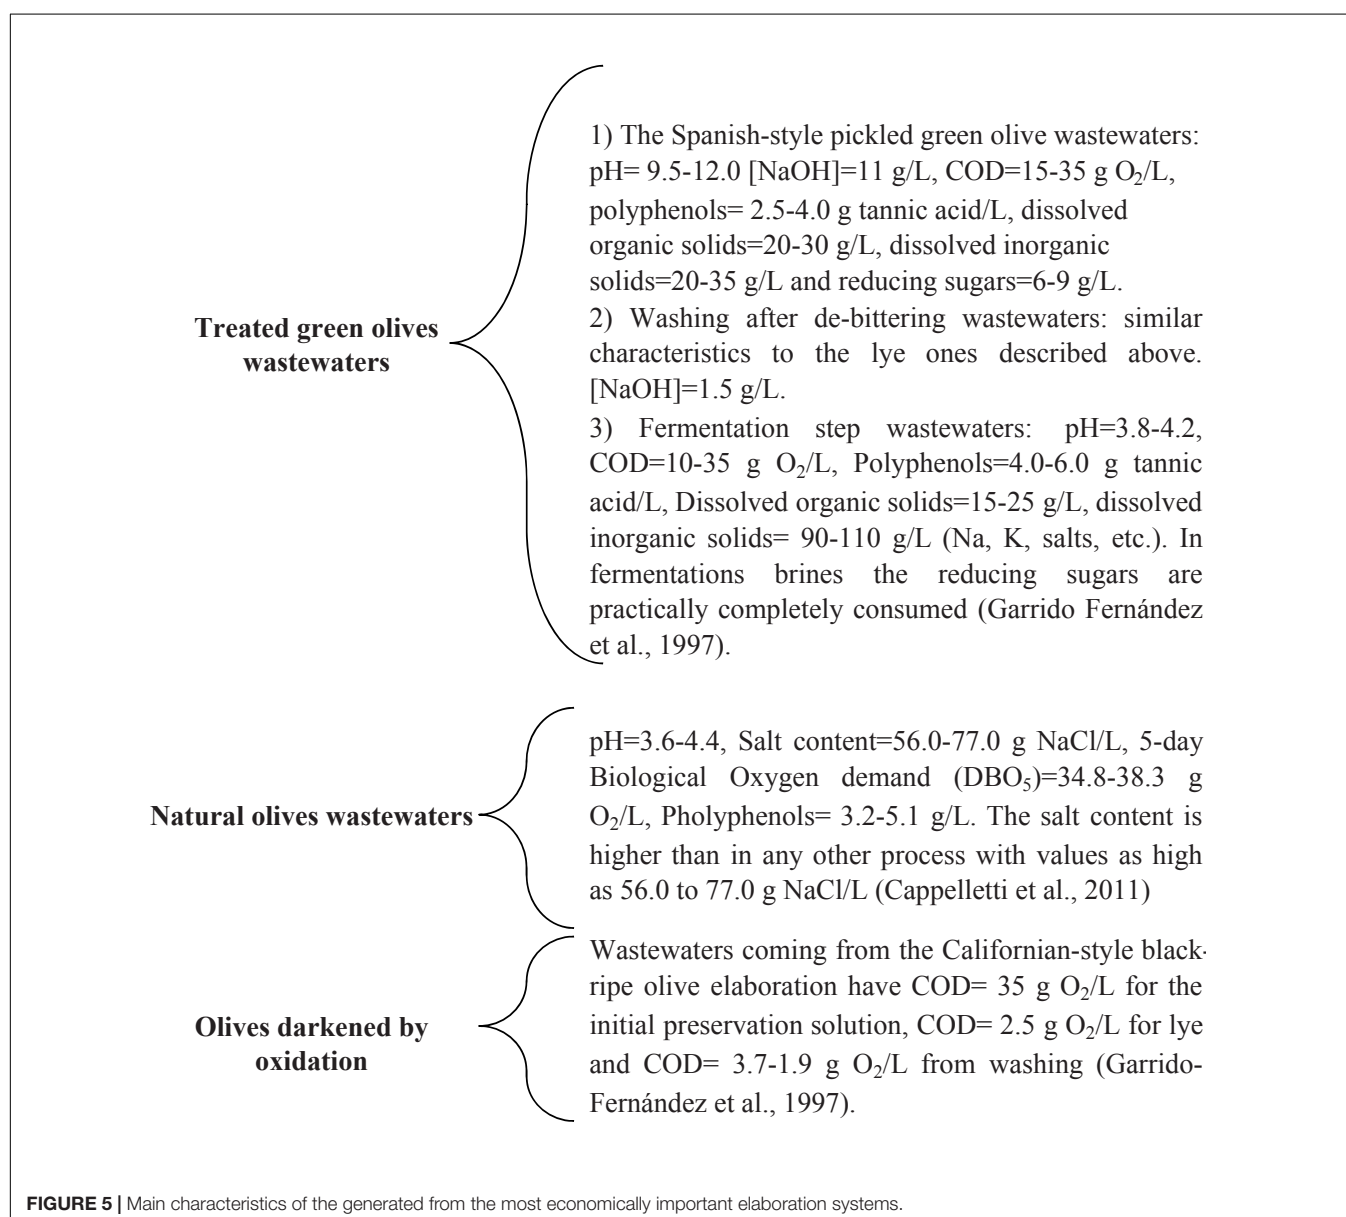 1) The Spanish-style pickled green olive wastewaters:
pH= 9.5-12.0 [NaOH]=11 g/L, COD=15-35 g O₂/L,
polyphenols= 2.5-4.0 g tannic acid/L, dissolved
organic solids=20-30 g/L, dissolved inorganic
solids=20-35 g/L and reducing sugars=6-9 g/L.
Treated green olives
wastewaters
2) Washing after de-bittering wastewaters: similar
characteristics to the lye ones described above.
[NaOH]=1.5 g/L.
3) Fermentation step wastewaters: pH=3.8-4.2,
COD=10-35 g O₂/L, Polyphenols=4.0-6.0 g tannic
acid/L, Dissolved organic solids=15-25 g/L, dissolved
inorganic solids= 90-110 g/L (Na, K, salts, etc.). In
fermentations brines the reducing sugars are
practically completely consumed (Garrido Fernández
et al., 1997).
Natural olives wastewaters
pH=3.6-4.4, Salt content=56.0-77.0 g NaCl/L, 5-day
Biological Oxygen demand (DBO₅)=34.8-38.3 g
O₂/L, Pholyphenols= 3.2-5.1 g/L. The salt content is
higher than in any other process with values as high
as 56.0 to 77.0 g NaCl/L (Cappelletti et al., 2011)
Olives darkened by
oxidation
Wastewaters coming from the Californian-style black-
ripe olive elaboration have COD= 35 g O₂/L for the
initial preservation solution, COD= 2.5 g O₂/L for lye
and COD= 3.7-1.9 g O₂/L from washing (Garrido-
Fernández et al., 1997).
FIGURE 5 | Main characteristics of the generated from the most economically important elaboration systems.